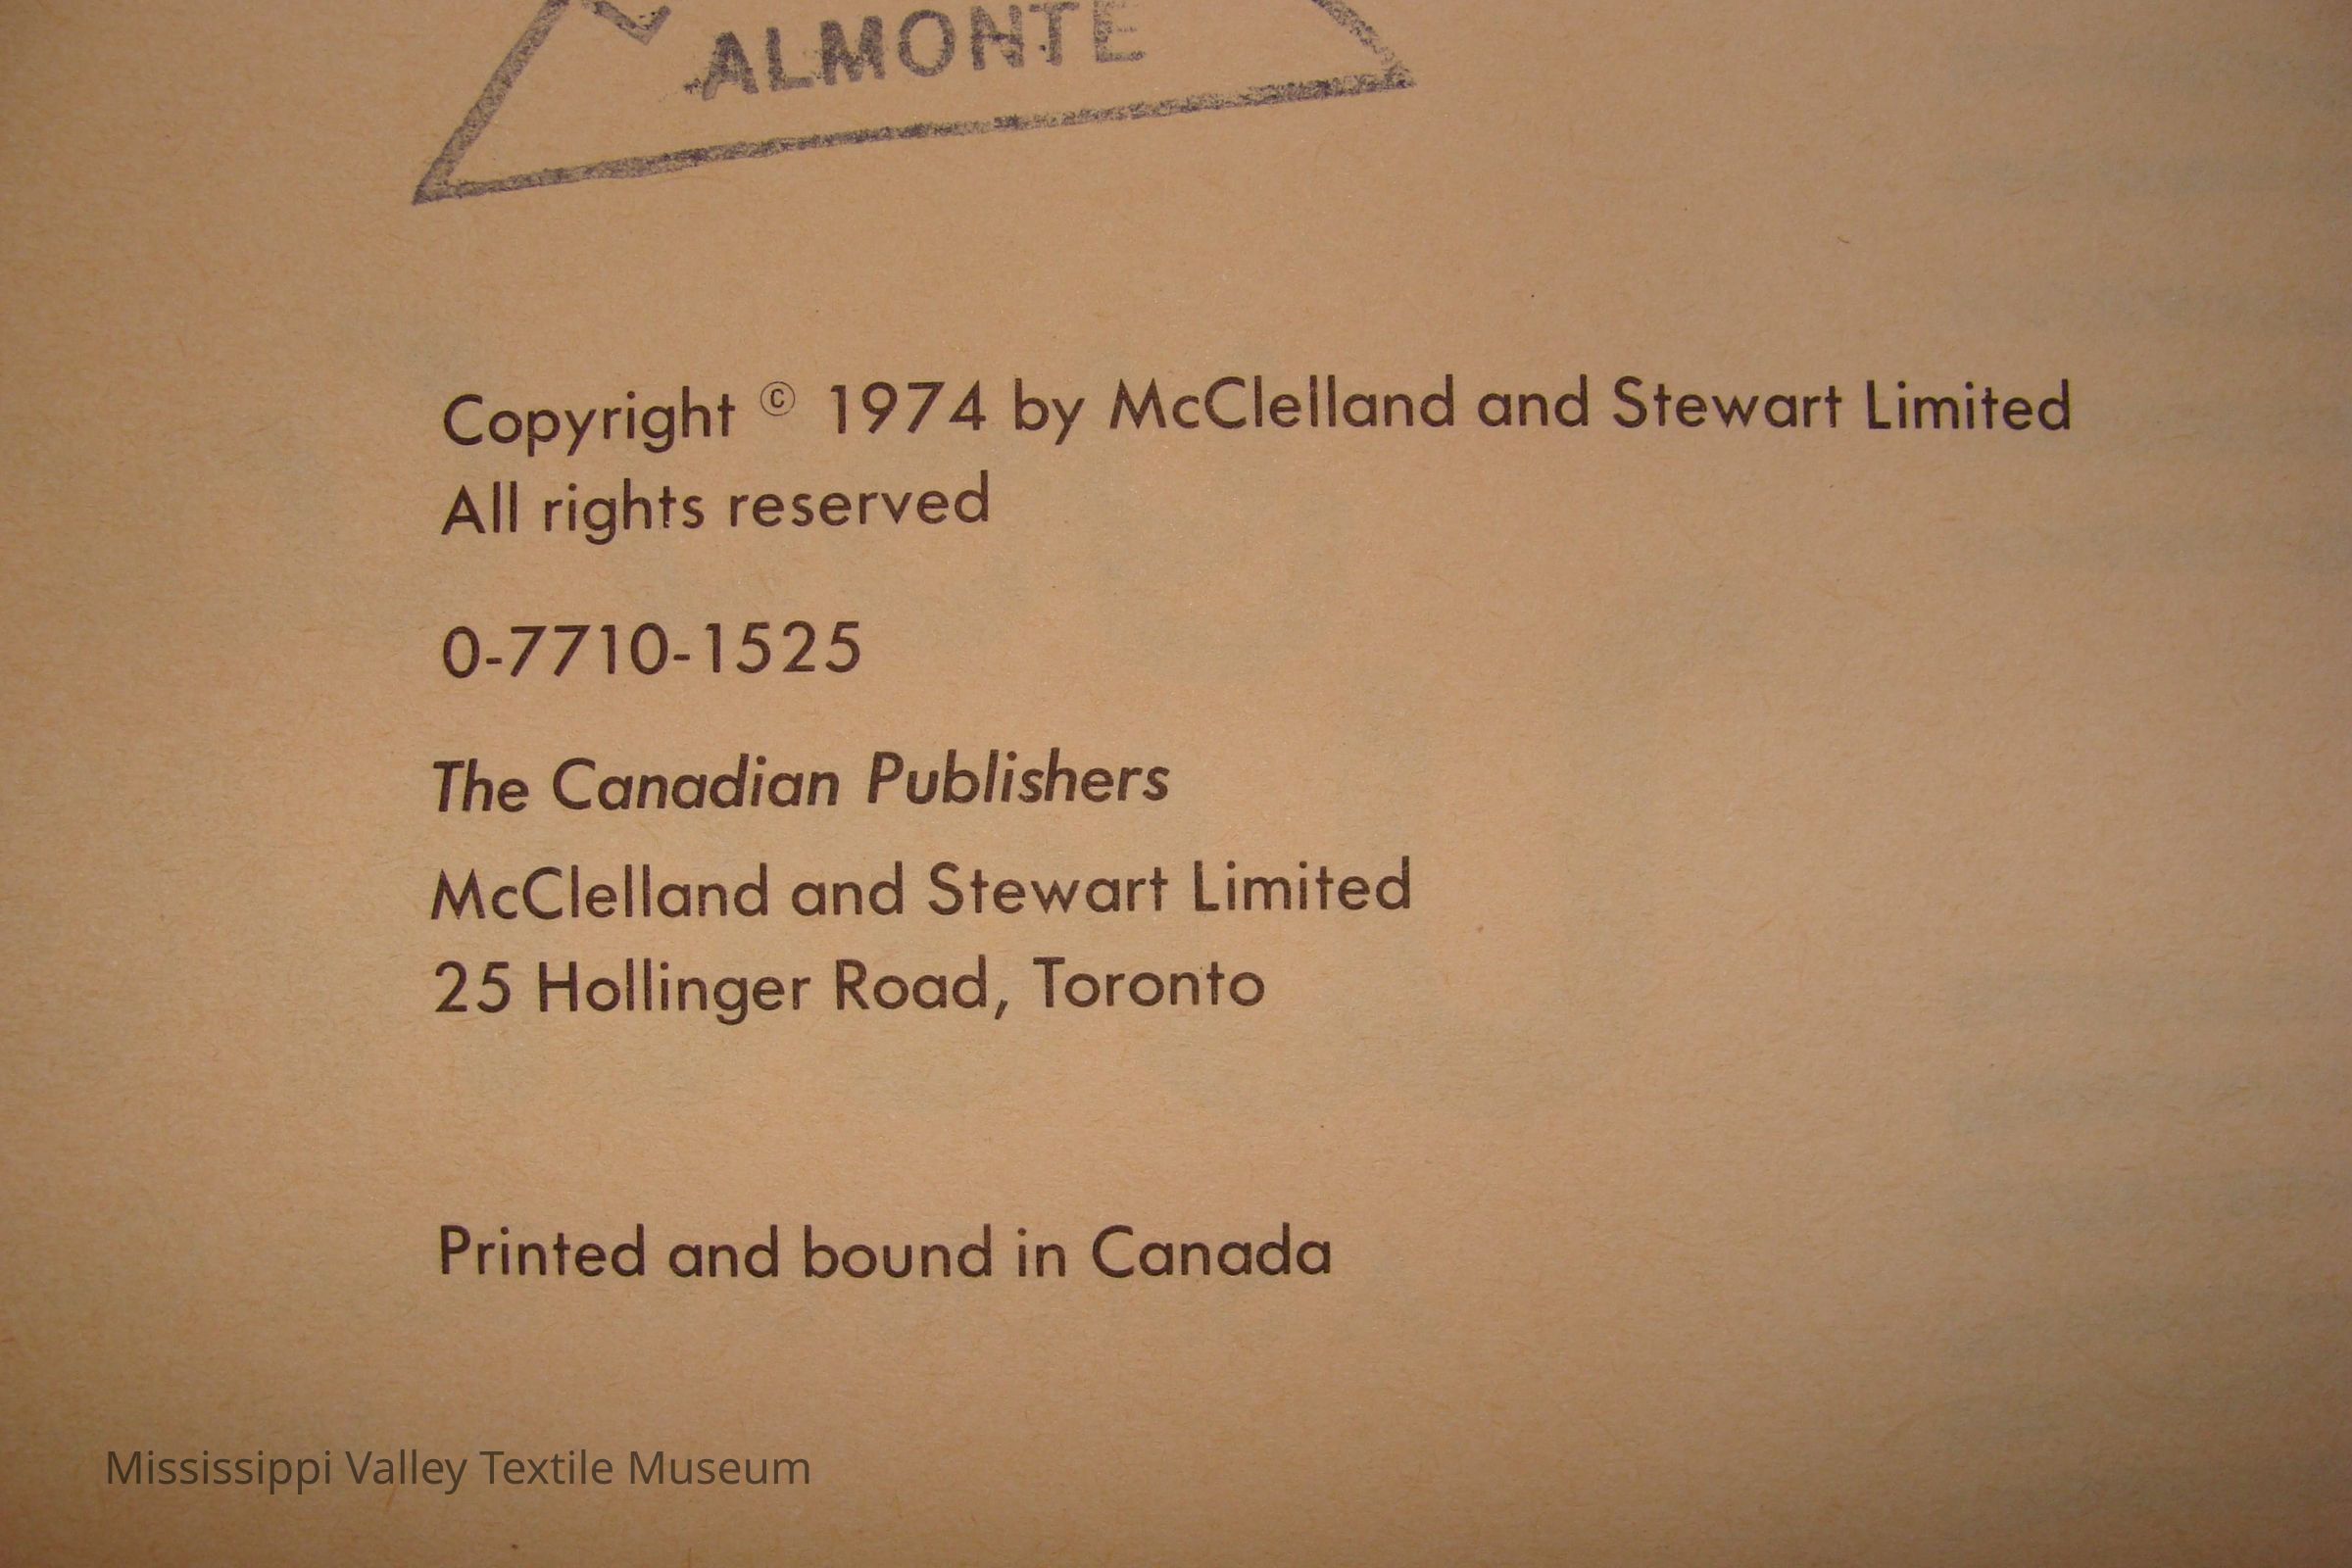 ALMONTE
Copyright © 1974 by McClelland and Stewart Limited
All rights reserved
0-7710-1525
The Canadian Publishers
McClelland and Stewart Limited
25 Hollinger Road, Toronto
Printed and bound in Canada
Mississippi Valley Textile Museum